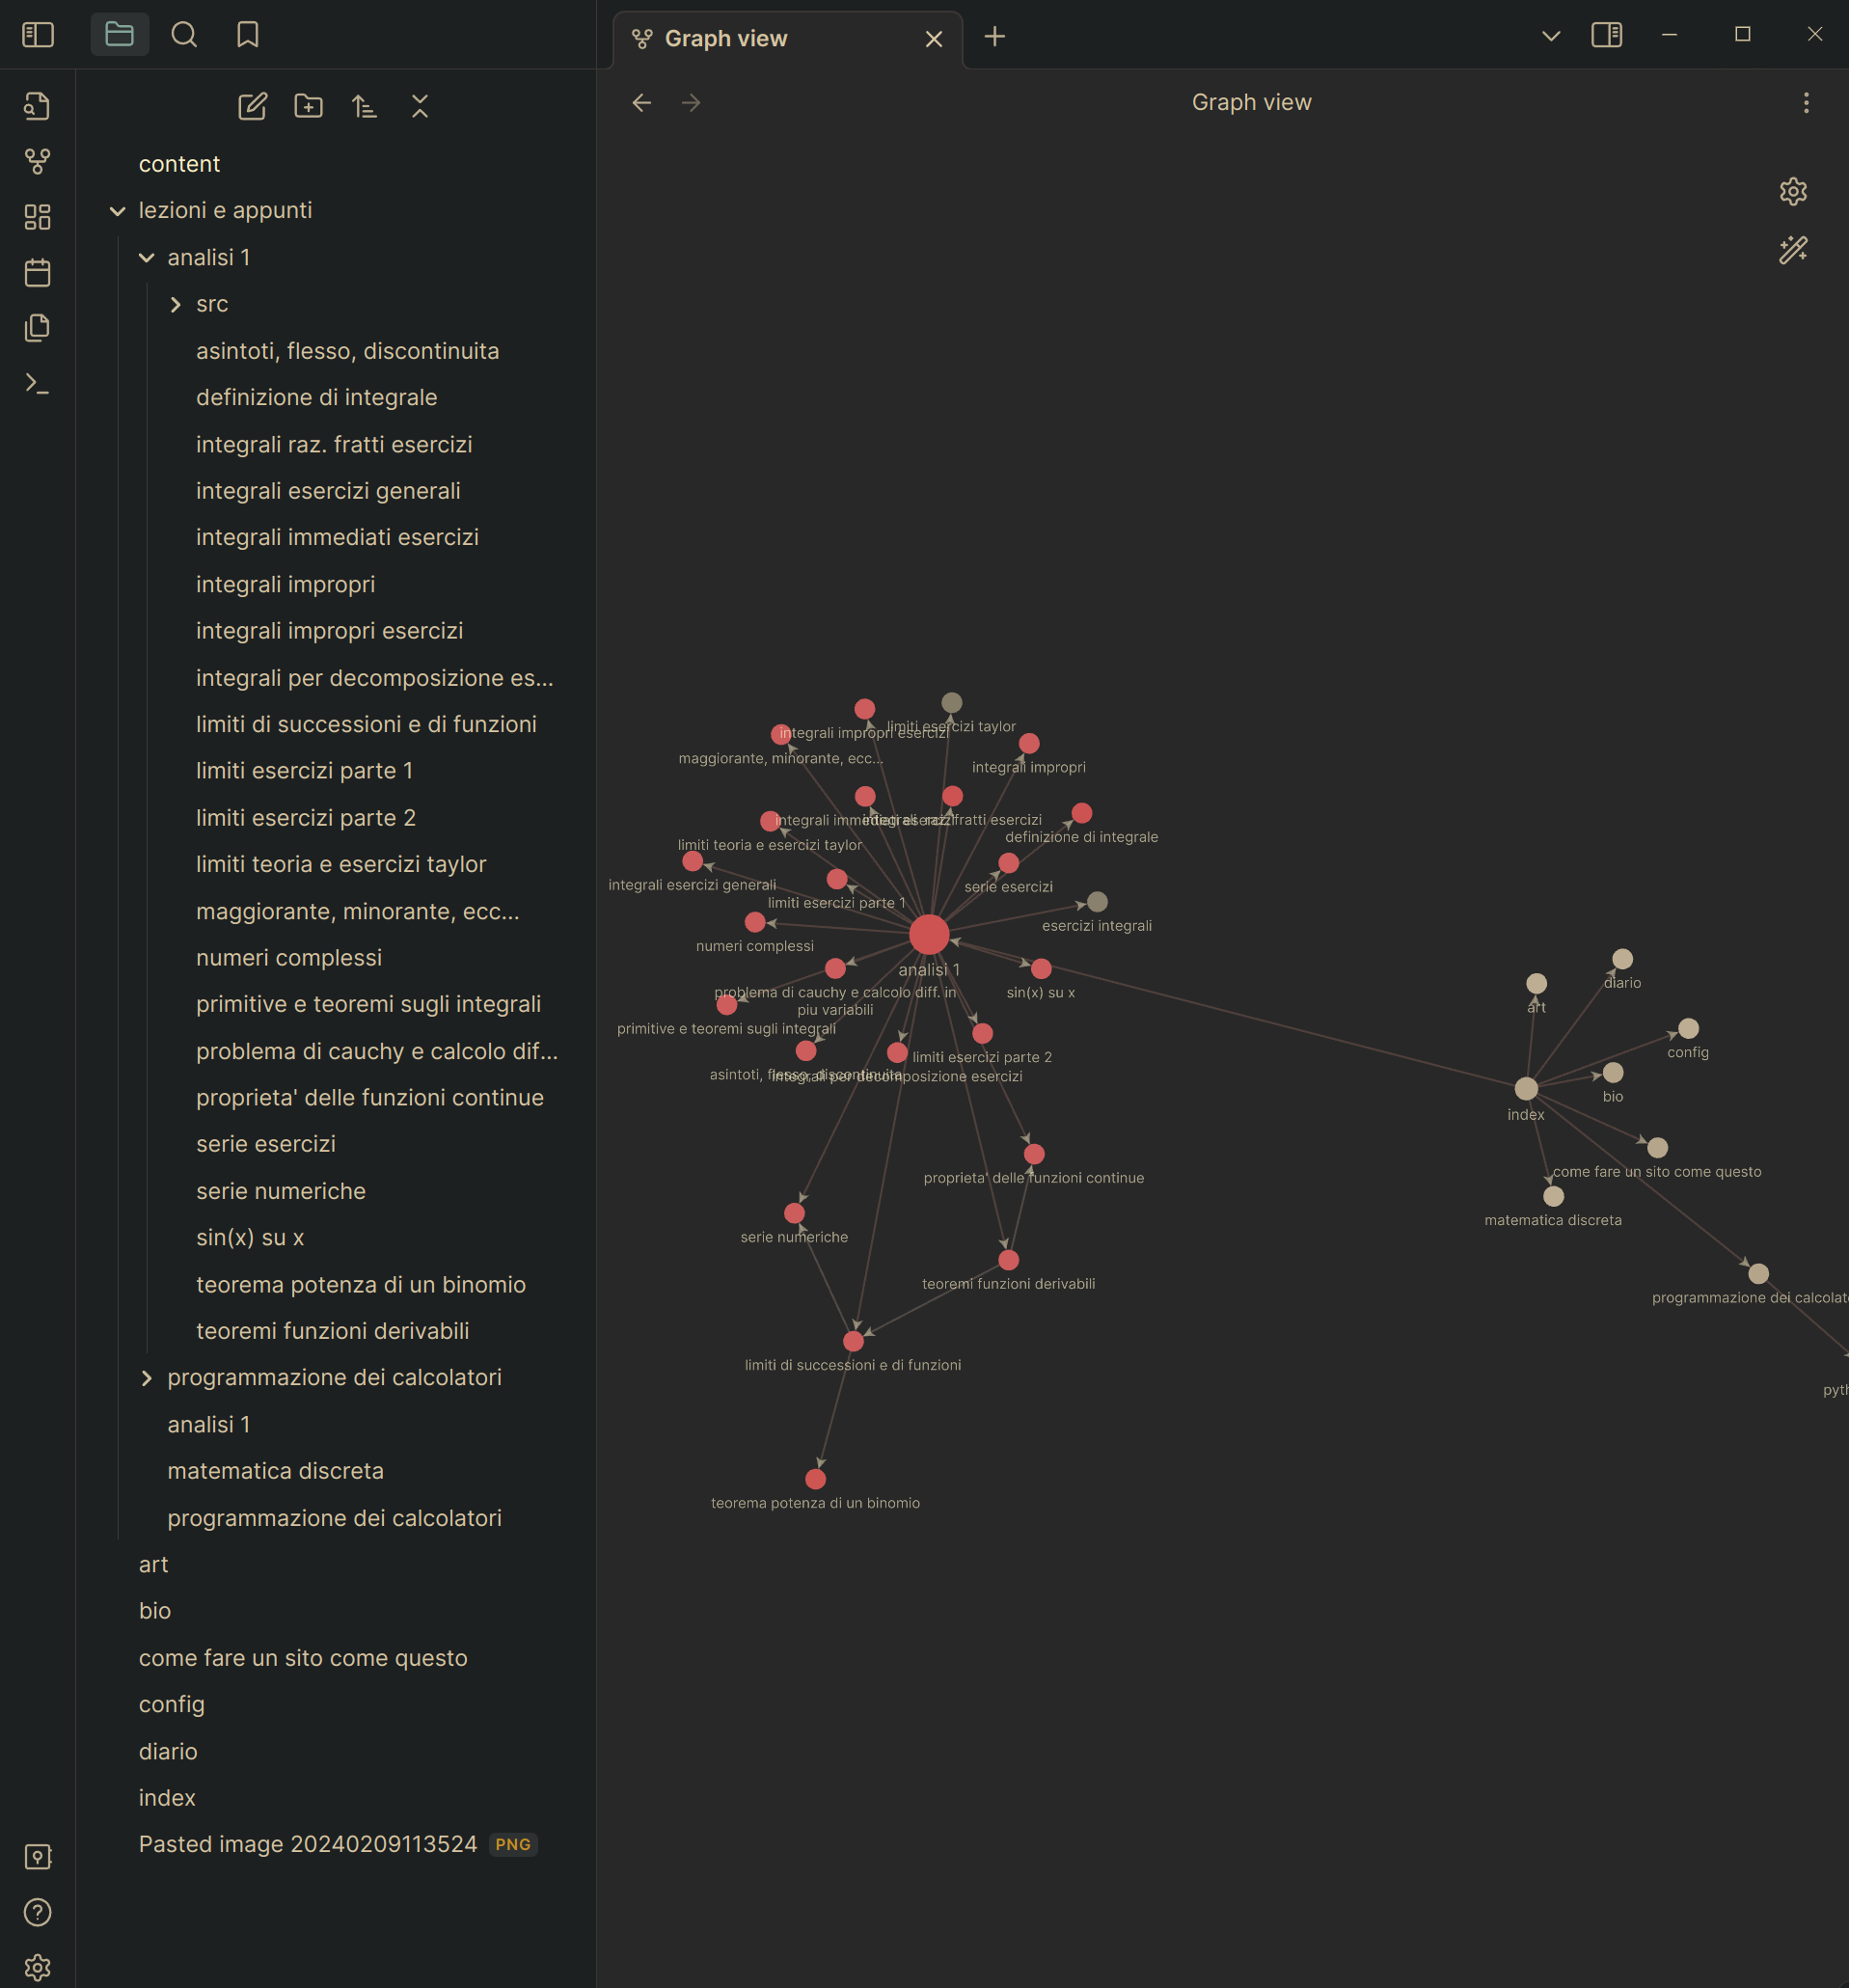 Graph view
Graph view
content
lezioni e appunti
analisi 1
src
asintoti, flesso, discontinuita
definizione di integrale
integrali raz. fratti esercizi
integrali esercizi generali
integrali immediati esercizi
integrali impropri
integrali impropri esercizi
integrali per decomposizione es...
limiti di successioni e di funzioni
limiti esercizi parte 1
limiti esercizi parte 2
limiti teoria e esercizi taylor
maggiorante, minorante, ecc...
numeri complessi
primitive e teoremi sugli integrali
problema di cauchy e calcolo dif...
proprieta' delle funzioni continue
serie esercizi
serie numeriche
sin(x) su x
teorema potenza di un binomio
teoremi funzioni derivabili
programmazione dei calcolatori
analisi 1
matematica discreta
programmazione dei calcolatori
art
bio
come fare un sito come questo
config
diario
index
Pasted image 20240209113524 PNG
limiti esercizi taylor
integrali impropri esercizi
maggiorante, minorante, ecc...
integrali impropri
integrali immediati esercizi
integrali raz. fratti esercizi
definizione di integrale
limiti teoria e esercizi taylor
integrali esercizi generali
serie esercizi
limiti esercizi parte 1
esercizi integrali
numeri complessi
analisi 1
problema di cauchy e calcolo diff. in
piu variabili
sin(x) su x
primitive e teoremi sugli integrali
limiti esercizi parte 2
asintoti, flesso, discontinuita
integrali per decomposizione esercizi
proprieta' delle funzioni continue
serie numeriche
teoremi funzioni derivabili
limiti di successioni e di funzioni
teorema potenza di un binomio
diario
art
config
bio
index
come fare un sito come questo
matematica discreta
programmazione dei calcolat
pyth